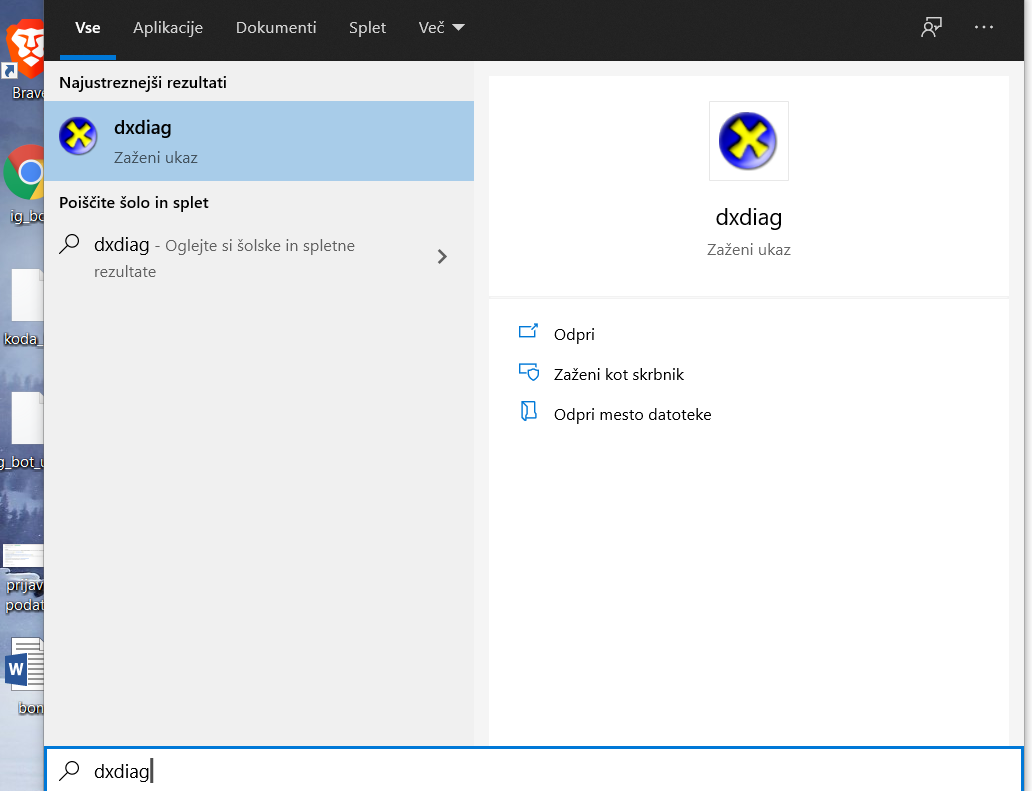 Vse Aplikacije Dokumenti Splet Več
Najustreznejši rezultati
dxdiag
Zaženi ukaz
Poiščite šolo in splet
dxdiag - Oglejte si šolske in spletne
rezultate
dxdiag
Zaženi ukaz
Odpri
Zaženi kot skrbnik
Odpri mesto datoteke
dxdiag
Brave
ig_bo
koda_
g_bot_u
prijav
podat
W
bon